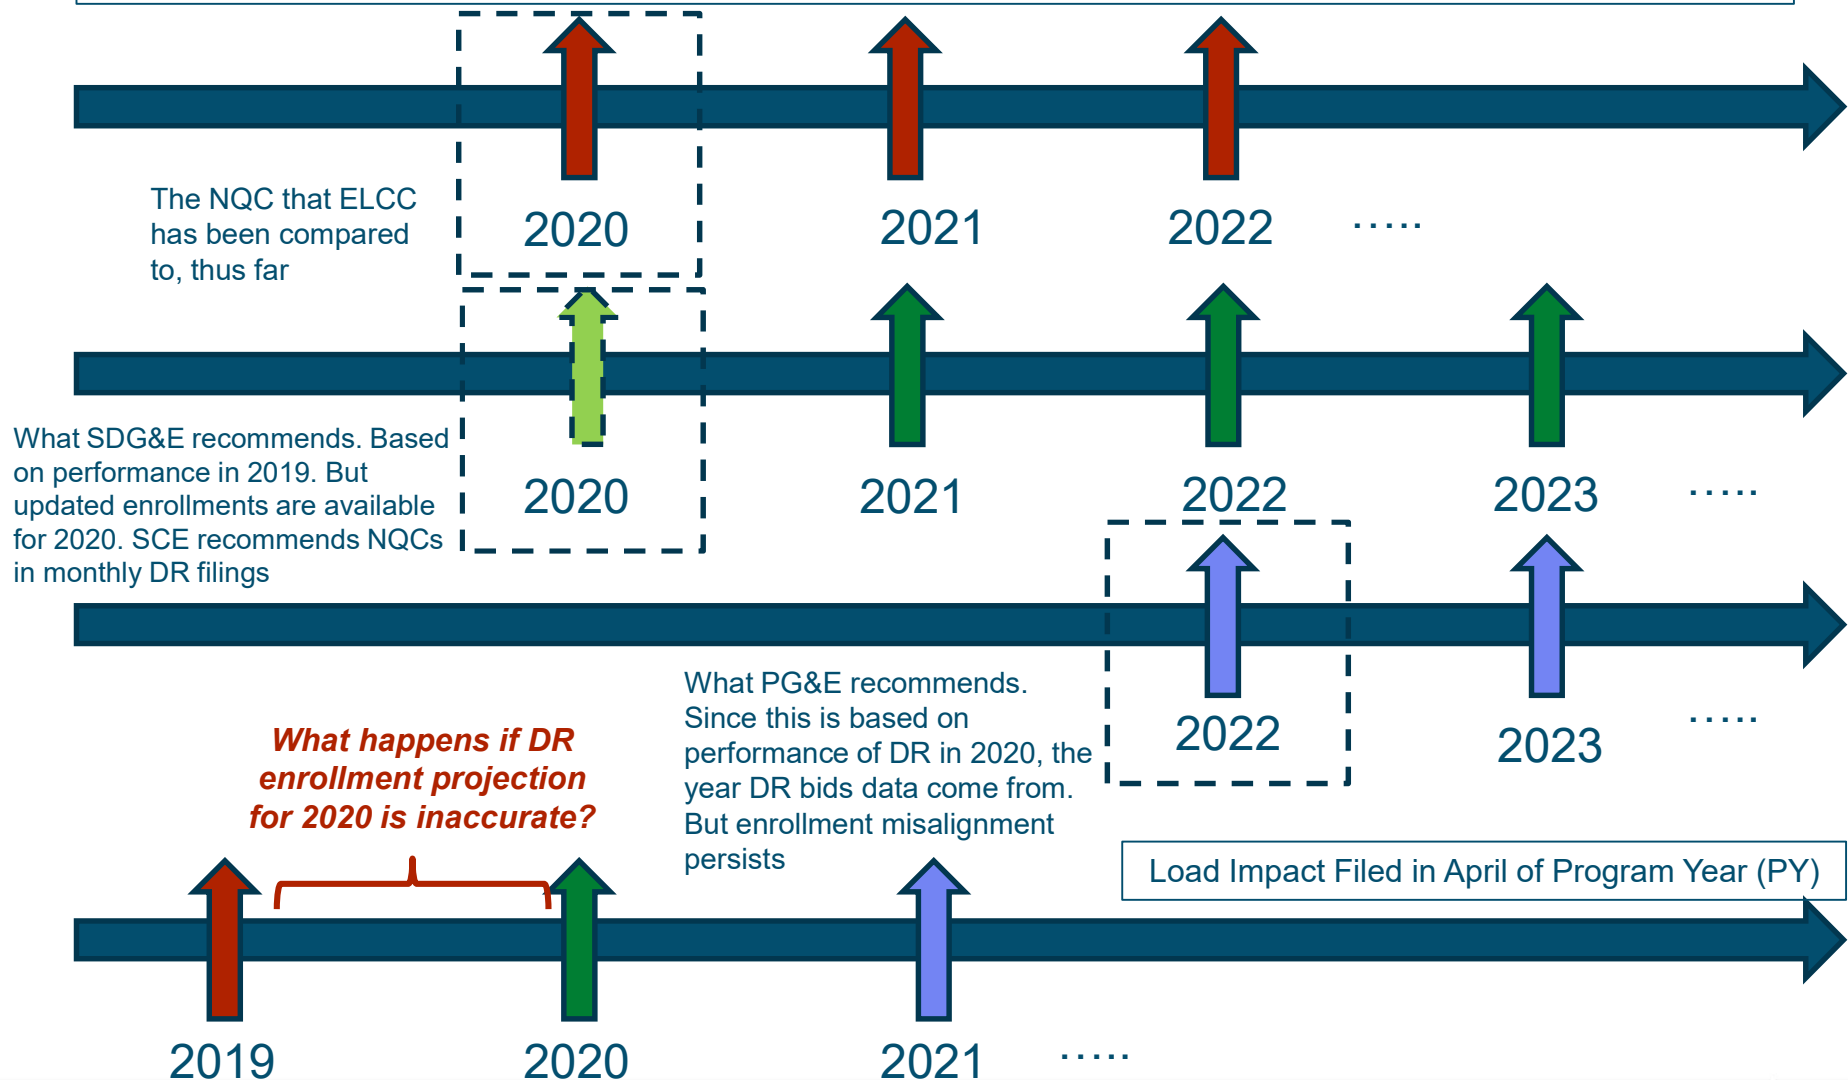 The NQC that ELCC
has been compared
to, thus far
2020
2021
2022
.....
What SDG&E recommends. Based
on performance in 2019. But
updated enrollments are available
for 2020. SCE recommends NQCs
in monthly DR filings
2020
2021
2022
2023
.....
What PG&E recommends.
Since this is based on
performance of DR in 2020, the
year DR bids data come from.
But enrollment misalignment
persists
2022
2023
.....
What happens if DR
enrollment projection
for 2020 is inaccurate?
Load Impact Filed in April of Program Year (PY)
2019
2020
2021
.....